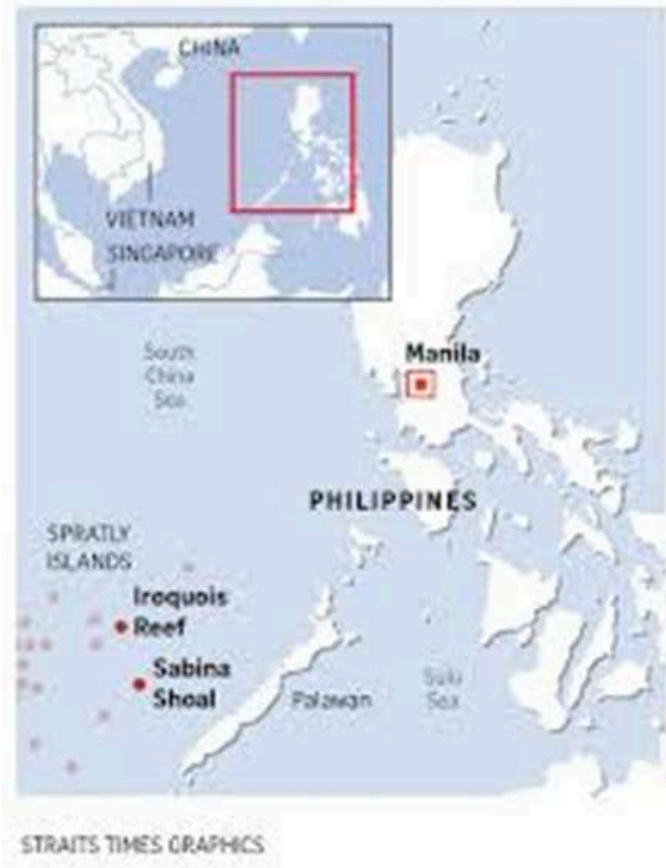 CHINA
VIETNAM
SINGAPORE
South
China
Sea
Manila
PHILIPPINES
SPRATLY
ISLANDS
Iroquois
Reef
Sabina
Shoal
Palawan
Sulu
Sea
STRAITS TIMES GRAPHICS